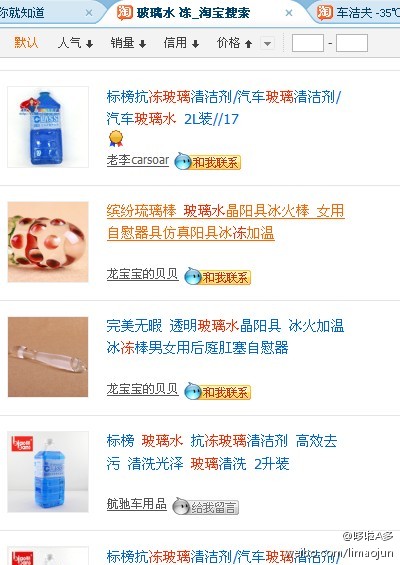 你就知道
淘 玻璃水 冻_淘宝搜索
淘 车洁夫 -35℃
默认 人气 销量 信用 价格 -
标榜抗冻玻璃清洁剂/汽车玻璃清洁剂/
汽车玻璃水 2L装//17
老李carsoar 和我联系
缤纷琉璃棒 玻璃水晶阳具冰火棒 女用
自慰器具仿真阳具冰冻加温
龙宝宝的贝贝 和我联系
完美无暇 透明玻璃水晶阳具 冰火加温
冰冻棒男女用后庭肛塞自慰器
龙宝宝的贝贝 和我联系
标榜 玻璃水 抗冻玻璃清洁剂 高效去
污 清洗光泽 玻璃清洗 2升装
航驰车用品 给我留言
@哆啦A多
标榜抗冻玻璃清洁剂/汽车玻璃清洁剂/